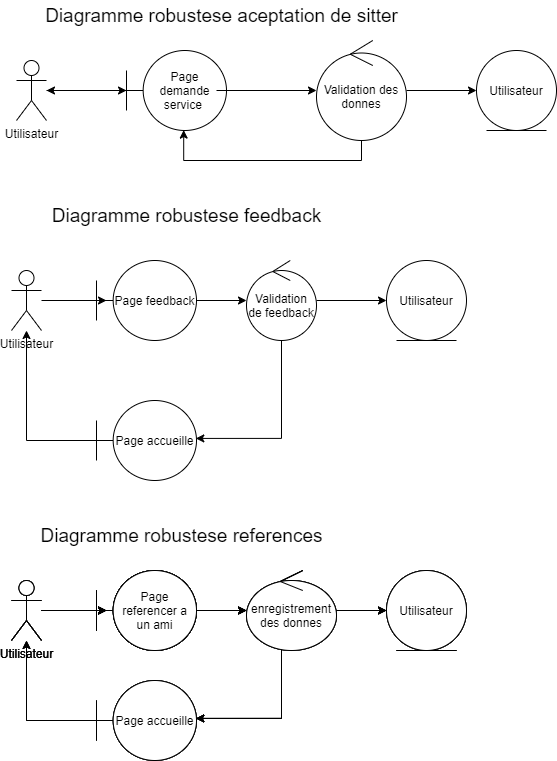 Diagramme robustese aceptation de sitter
Page
demande
service
Validation des
donnes
Utilisateur
Utilisateur
Diagramme robustese feedback
Page feedback
Validation
de feedback
Utilisateur
Utilisateur
Page accueille
Diagramme robustese references
Page
referencer a
un ami
enregistrement
des donnes
Utilisateur
Utilisateur
Page accueille